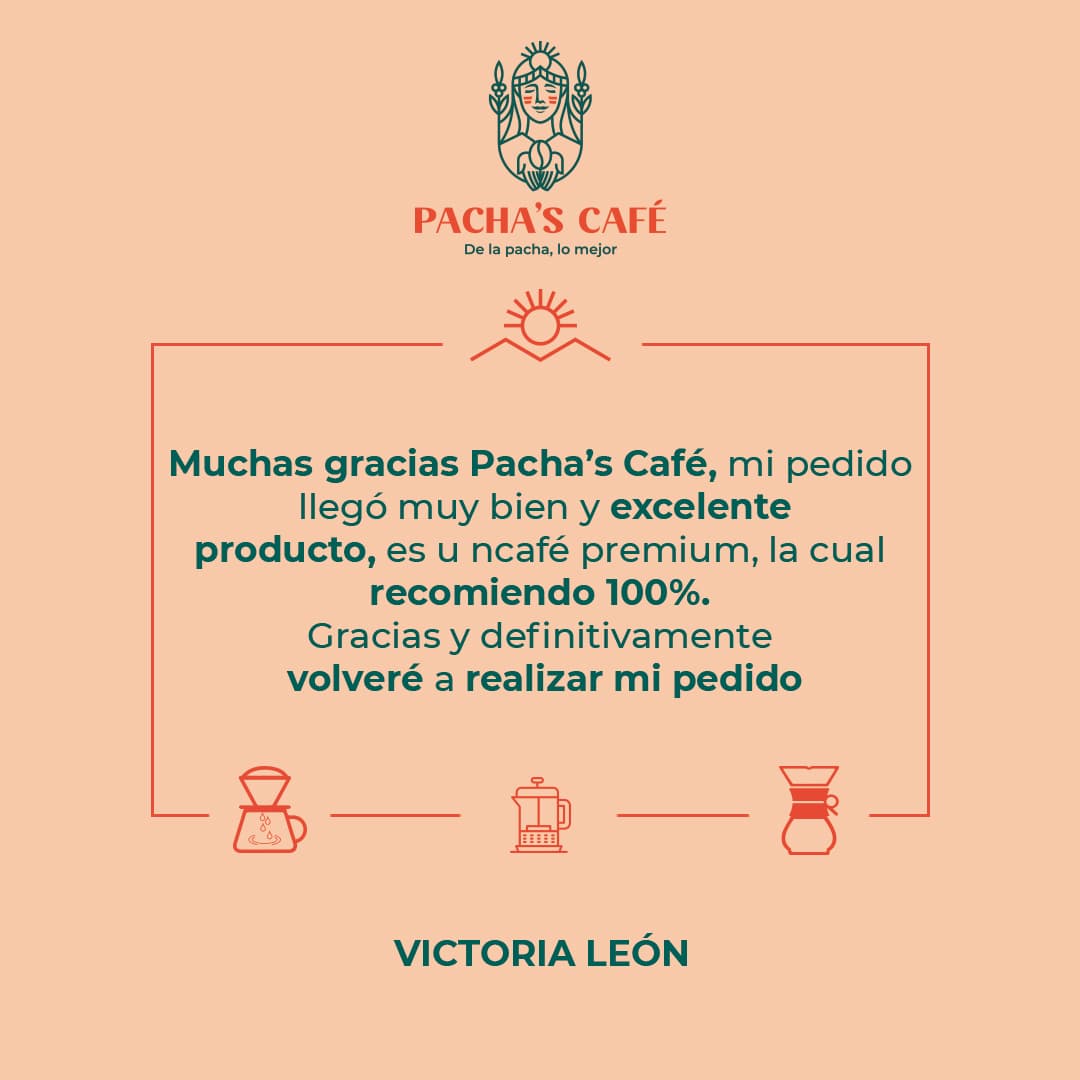 PACHA'S CAFÉ
De la pacha, lo mejor
Muchas gracias Pacha's Café, mi pedido
llegó muy bien y excelente
producto, es u ncafé premium, la cual
recomiendo 100%.
Gracias y definitivamente
volveré a realizar mi pedido
VICTORIA LEÓN